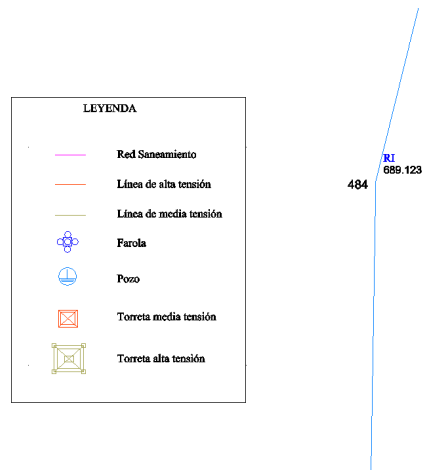 LEYENDA
Red Saneamiento
Línea de alta tensión
Línea de media tensión
Farola
Pozo
Torreta media tensión
Torreta alta tensión
RI
689.123
484